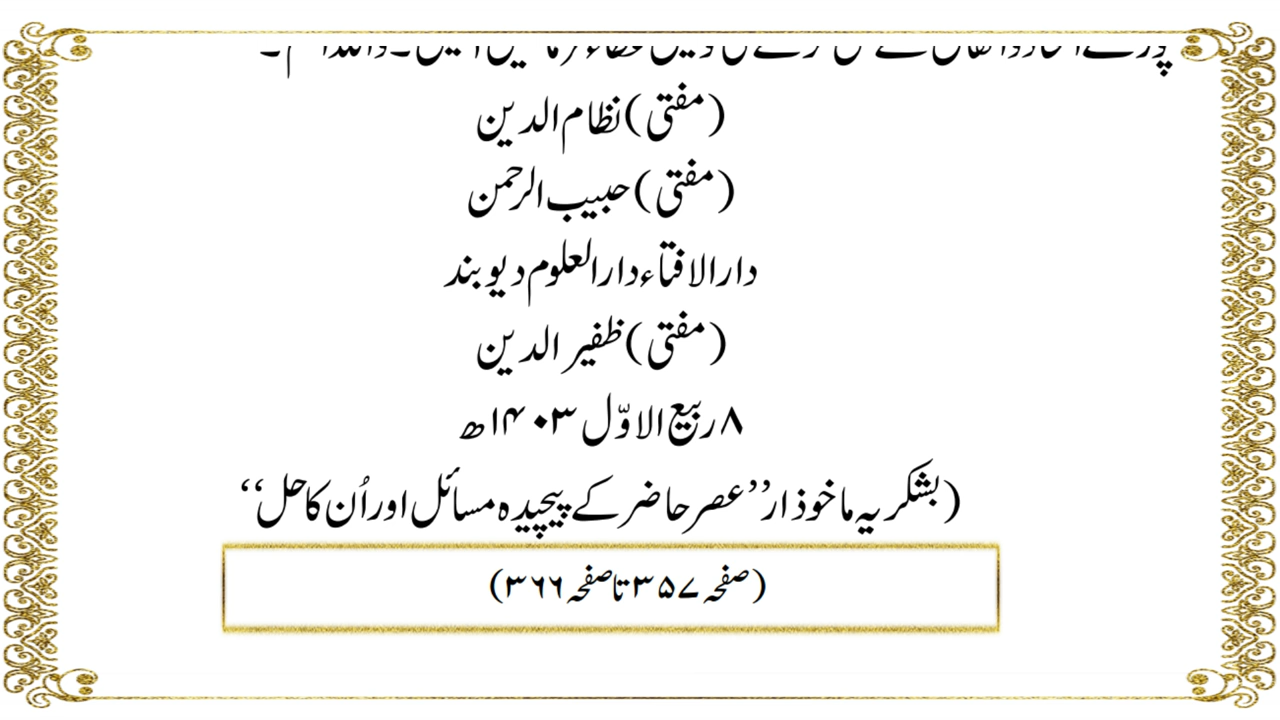 (مفتی) نظام الدین
(مفتی) حبیب الرحمن
دارالافتاء دارالعلوم دیوبند
(مفتی) ظفیر الدین
۸ ربیع الاوّل ۱۴۰۳ھ
(بشکریہ ماخوذ ار’’عصر حاضر کے پیچیدہ مسائل اور اُن کا حل‘‘
(صفحہ ۳۵۷ تا صفحہ ۳۶۶)